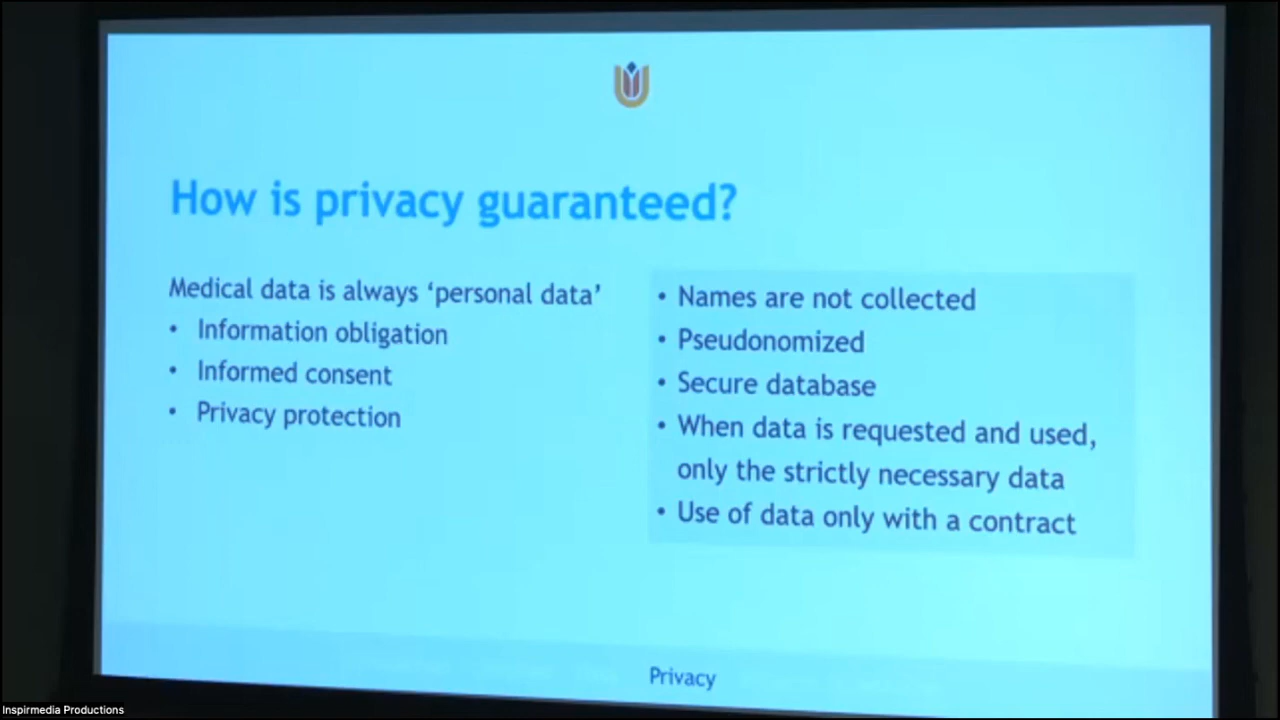 How is privacy guaranteed?
Medical data is always ‘personal data’
• Information obligation
• Informed consent
• Privacy protection
• Names are not collected
• Pseudonomized
• Secure database
• When data is requested and used,
only the strictly necessary data
• Use of data only with a contract
Privacy
Inspirmedia Productions